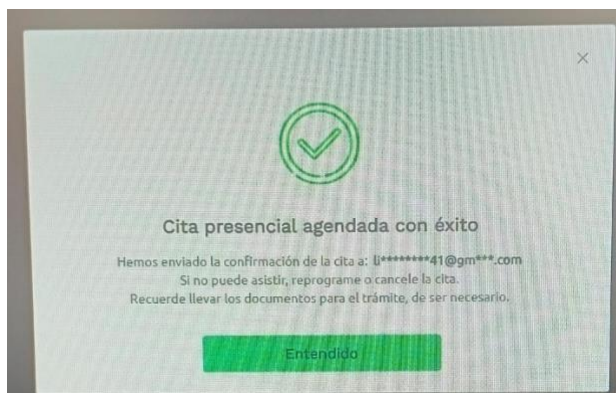 Cita presencial agendada con éxito
Hemos enviado la confirmación de la cita a: li********41@gm***.com
Si no puede asistir, reprograme o cancele la cita.
Recuerde llevar los documentos para el trámite, de ser necesario.
Entendido